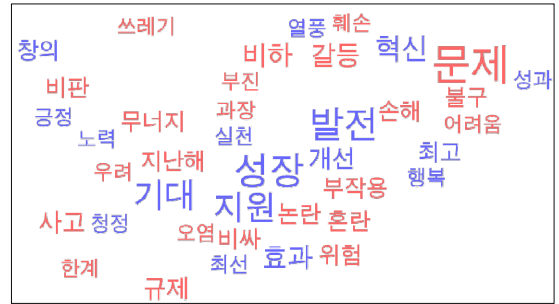 쓰레기 열풍 훼손
창의 비하 갈등 혁신 문제
비판 부진 성과
긍정 무너지 과장 발전 손해 불구
노력 실천 어려움
우려 지난해 성장 개선 최고
기대 지원 부작용 행복
사고 청정 논란 혼란
오염 비싸
한계 최선 효과 위험
규제